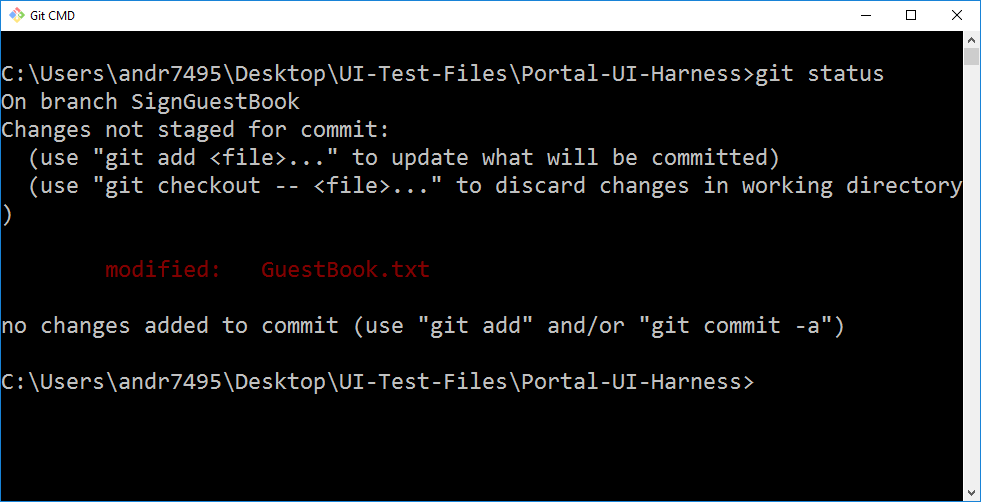 Git CMD
C:\Users\andr7495\Desktop\UI-Test-Files\Portal-UI-Harness>git status
On branch SignGuestBook
Changes not staged for commit:
  (use "git add <file>..." to update what will be committed)
  (use "git checkout -- <file>..." to discard changes in working directory
)
        modified:   GuestBook.txt
no changes added to commit (use "git add" and/or "git commit -a")
C:\Users\andr7495\Desktop\UI-Test-Files\Portal-UI-Harness>